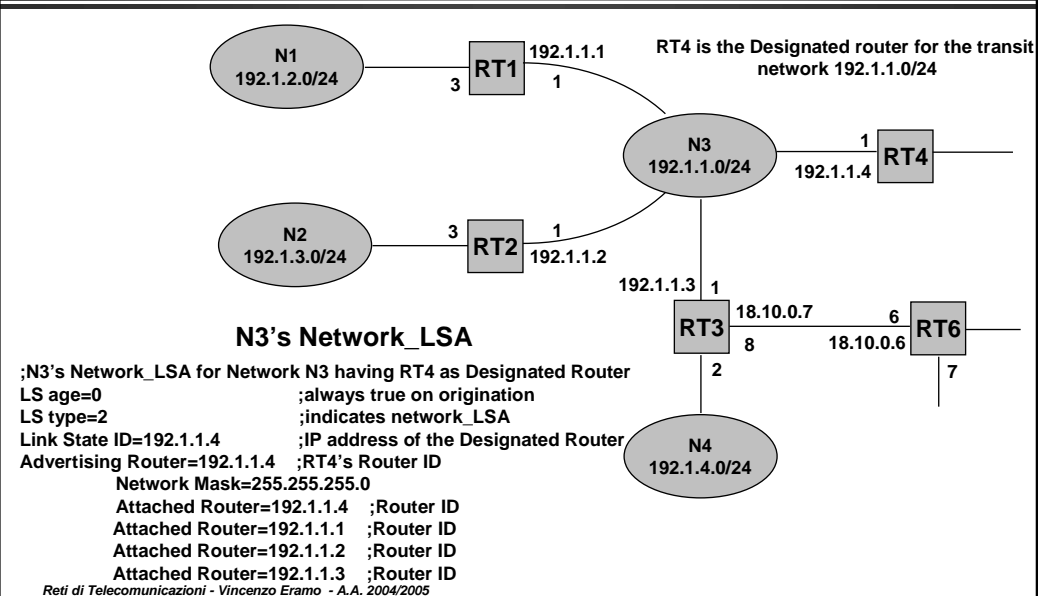 RT4 is the Designated router for the transit
network 192.1.1.0/24
N1
192.1.2.0/24
3
RT1
192.1.1.1
1
N3
192.1.1.0/24
1
192.1.1.4
RT4
N2
192.1.3.0/24
3
RT2
1
192.1.1.2
192.1.1.3
1
RT3
18.10.0.7
8
2
6
18.10.0.6
RT6
7
N4
192.1.4.0/24
N3's Network_LSA
;N3's Network_LSA for Network N3 having RT4 as Designated Router
LS age=0 ;always true on origination
LS type=2 ;indicates network_LSA
Link State ID=192.1.1.4 ;IP address of the Designated Router
Advertising Router=192.1.1.4 ;RT4's Router ID
Network Mask=255.255.255.0
Attached Router=192.1.1.4 ;Router ID
Attached Router=192.1.1.1 ;Router ID
Attached Router=192.1.1.2 ;Router ID
Attached Router=192.1.1.3 ;Router ID
Reti di Telecomunicazioni - Vincenzo Eramo - A.A. 2004/2005